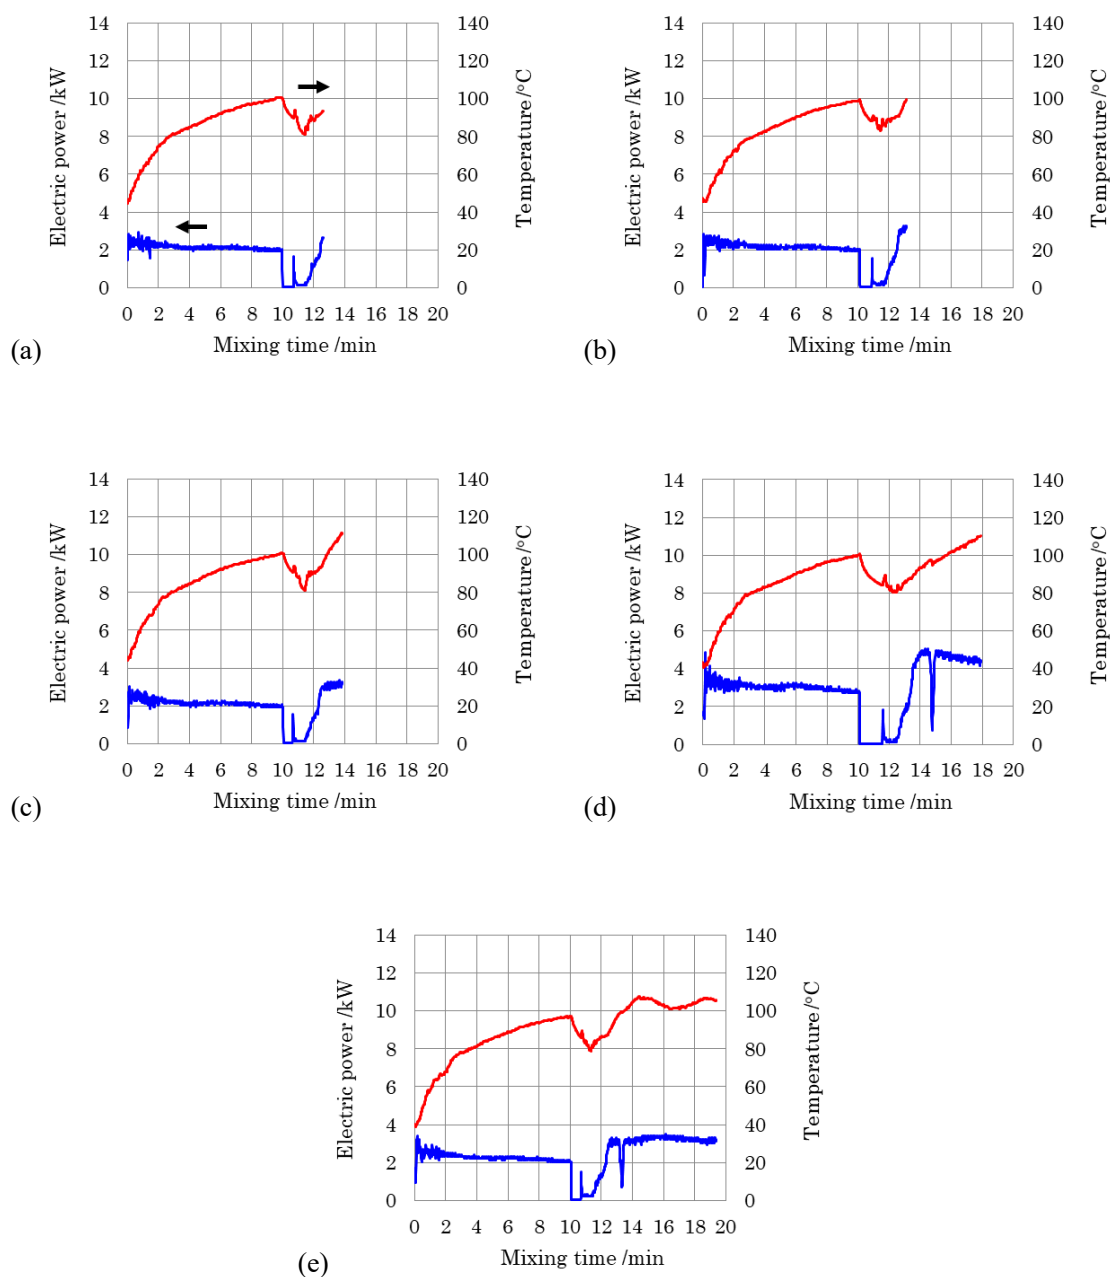 14 140
12 120
10 100
8 80
6 60
4 40
2 20
0 0
0 2 4 6 8 10 12 14 16 18 20
Electric power /kW
Temperature /°C
Mixing time /min
(a)
14 140
12 120
10 100
8 80
6 60
4 40
2 20
0 0
0 2 4 6 8 10 12 14 16 18 20
Electric power /kW
Temperature /°C
Mixing time /min
(b)
14 140
12 120
10 100
8 80
6 60
4 40
2 20
0 0
0 2 4 6 8 10 12 14 16 18 20
Electric power /kW
Temperature /°C
Mixing time /min
(c)
14 140
12 120
10 100
8 80
6 60
4 40
2 20
0 0
0 2 4 6 8 10 12 14 16 18 20
Electric power /kW
Temperature /°C
Mixing time /min
(d)
14 140
12 120
10 100
8 80
6 60
4 40
2 20
0 0
0 2 4 6 8 10 12 14 16 18 20
Electric power /kW
Temperature /°C
Mixing time /min
(e)